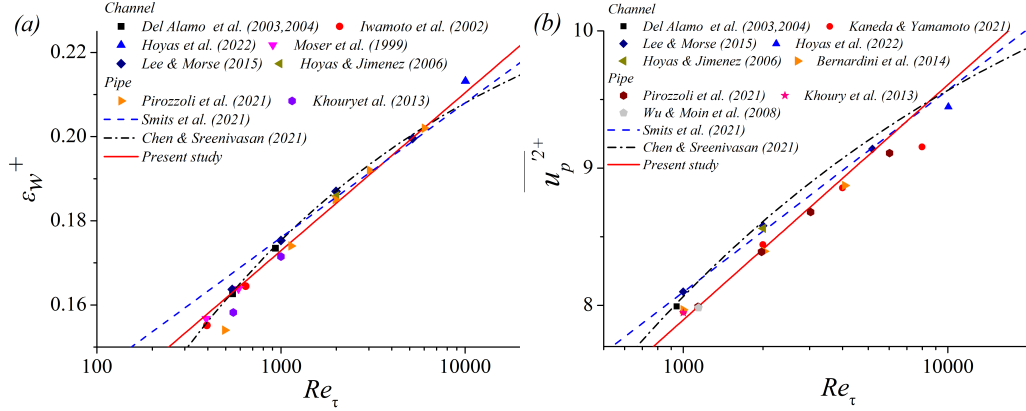 (a)
Channel
Del Alamo et al. (2003,2004) Iwamoto et al. (2002)
Hoyas et al. (2022) Moser et al. (1999)
Lee & Morse (2015) Hoyas & Jimenez (2006)
Pipe
Pirozzoli et al. (2021) Khouryet al. (2013)
Smits et al. (2021)
Chen & Sreenivasan (2021)
Present study
0.22
0.20
0.18
0.16
εw+
100 1000 10000
Reτ
(b)
Channel
Del Alamo et al. (2003,2004) Kaneda & Yamamoto (2021)
Lee & Morse (2015) Hoyas et al. (2022)
Hoyas & Jimenez (2006) Bernardini et al. (2014)
Pipe
Pirozzoli et al. (2021) Khoury et al. (2013)
Wu & Moin et al. (2008)
Smits et al. (2021)
Chen & Sreenivasan (2021)
Present study
10
9
8
up'2+
1000 10000
Reτ